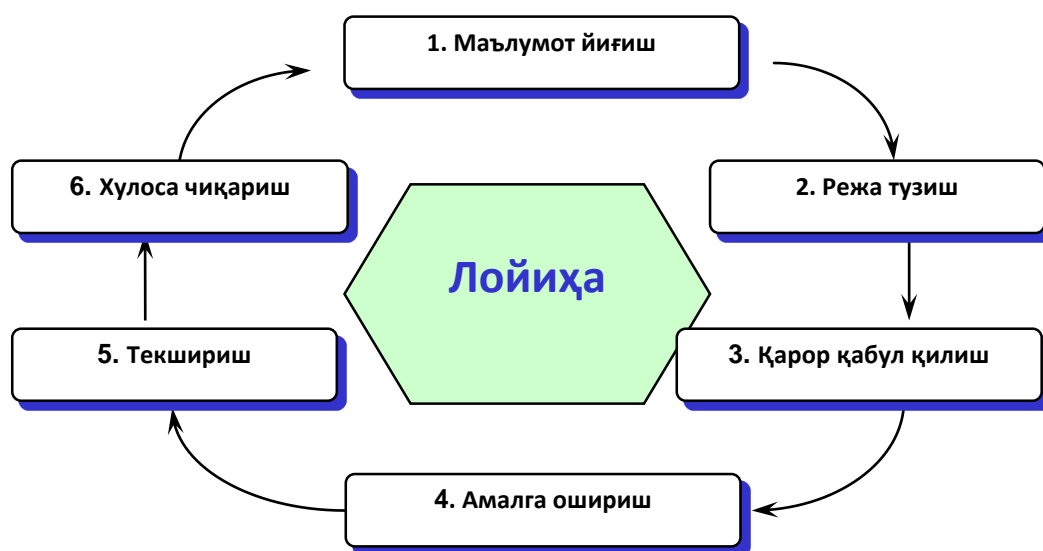 1. Маълумот йиғиш
2. Режа тузиш
3. Қарор қабул қилиш
4. Амалга ошириш
5. Текшириш
6. Хулоса чиқариш
Лойиҳа